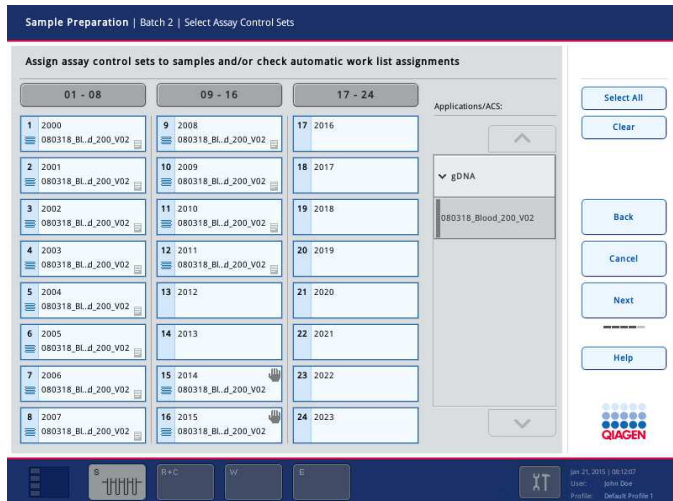 Sample Preparation | Batch 2 | Select Assay Control Sets
Assign assay control sets to samples and/or check automatic work list assignments
01 - 08
09 - 16
17 - 24
Applications/ACS:
1 2000
080318_Bl..d_200_V02
2 2001
080318_Bl..d_200_V02
3 2002
080318_Bl..d_200_V02
4 2003
080318_Bl..d_200_V02
5 2004
080318_Bl..d_200_V02
6 2005
080318_Bl..d_200_V02
7 2006
080318_Bl..d_200_V02
8 2007
080318_Bl..d_200_V02
9 2008
080318_Bl..d_200_V02
10 2009
080318_Bl..d_200_V02
11 2010
080318_Bl..d_200_V02
12 2011
080318_Bl..d_200_V02
13 2012
14 2013
15 2014
080318_Bl..d_200_V02
16 2015
080318_Bl..d_200_V02
17 2016
18 2017
19 2018
20 2019
21 2020
22 2021
23 2022
24 2023
gDNA
080318_Blood_200_V02
Select All
Clear
Back
Cancel
Next
Help
QIAGEN
S
R+C
W
E
Jan 21, 2015 | 08:12:07
User: John Doe
Profile: Default Profile 1